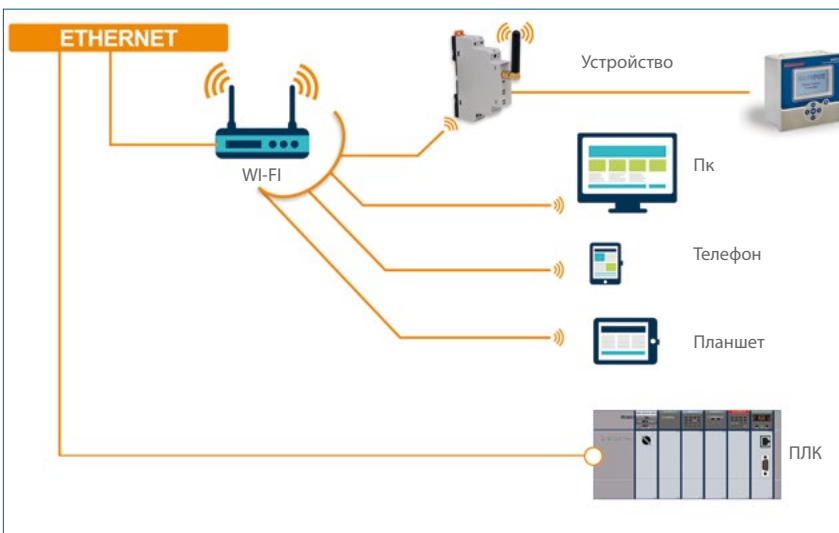 ETHERNET
Устройство
WI-FI
Пк
Телефон
Планшет
ПЛК